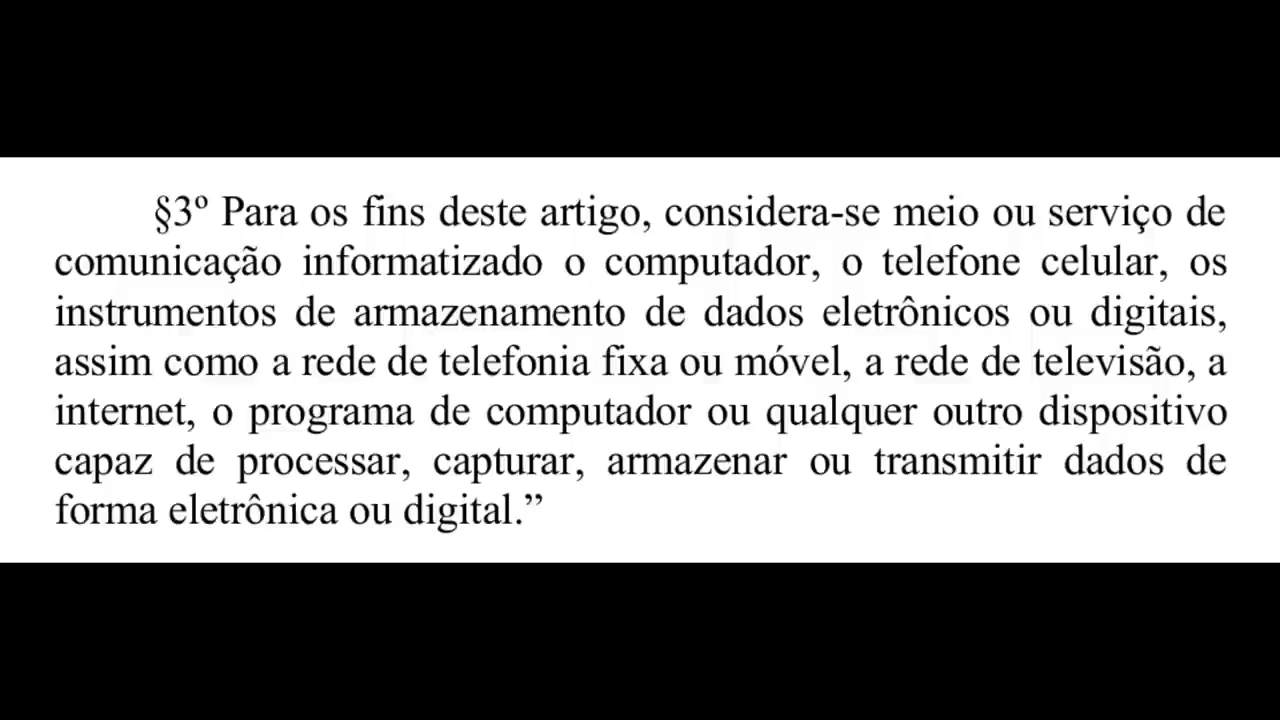 §3º Para os fins deste artigo, considera-se meio ou serviço de
comunicação informatizado o computador, o telefone celular, os
instrumentos de armazenamento de dados eletrônicos ou digitais,
assim como a rede de telefonia fixa ou móvel, a rede de televisão, a
internet, o programa de computador ou qualquer outro dispositivo
capaz de processar, capturar, armazenar ou transmitir dados de
forma eletrônica ou digital.”